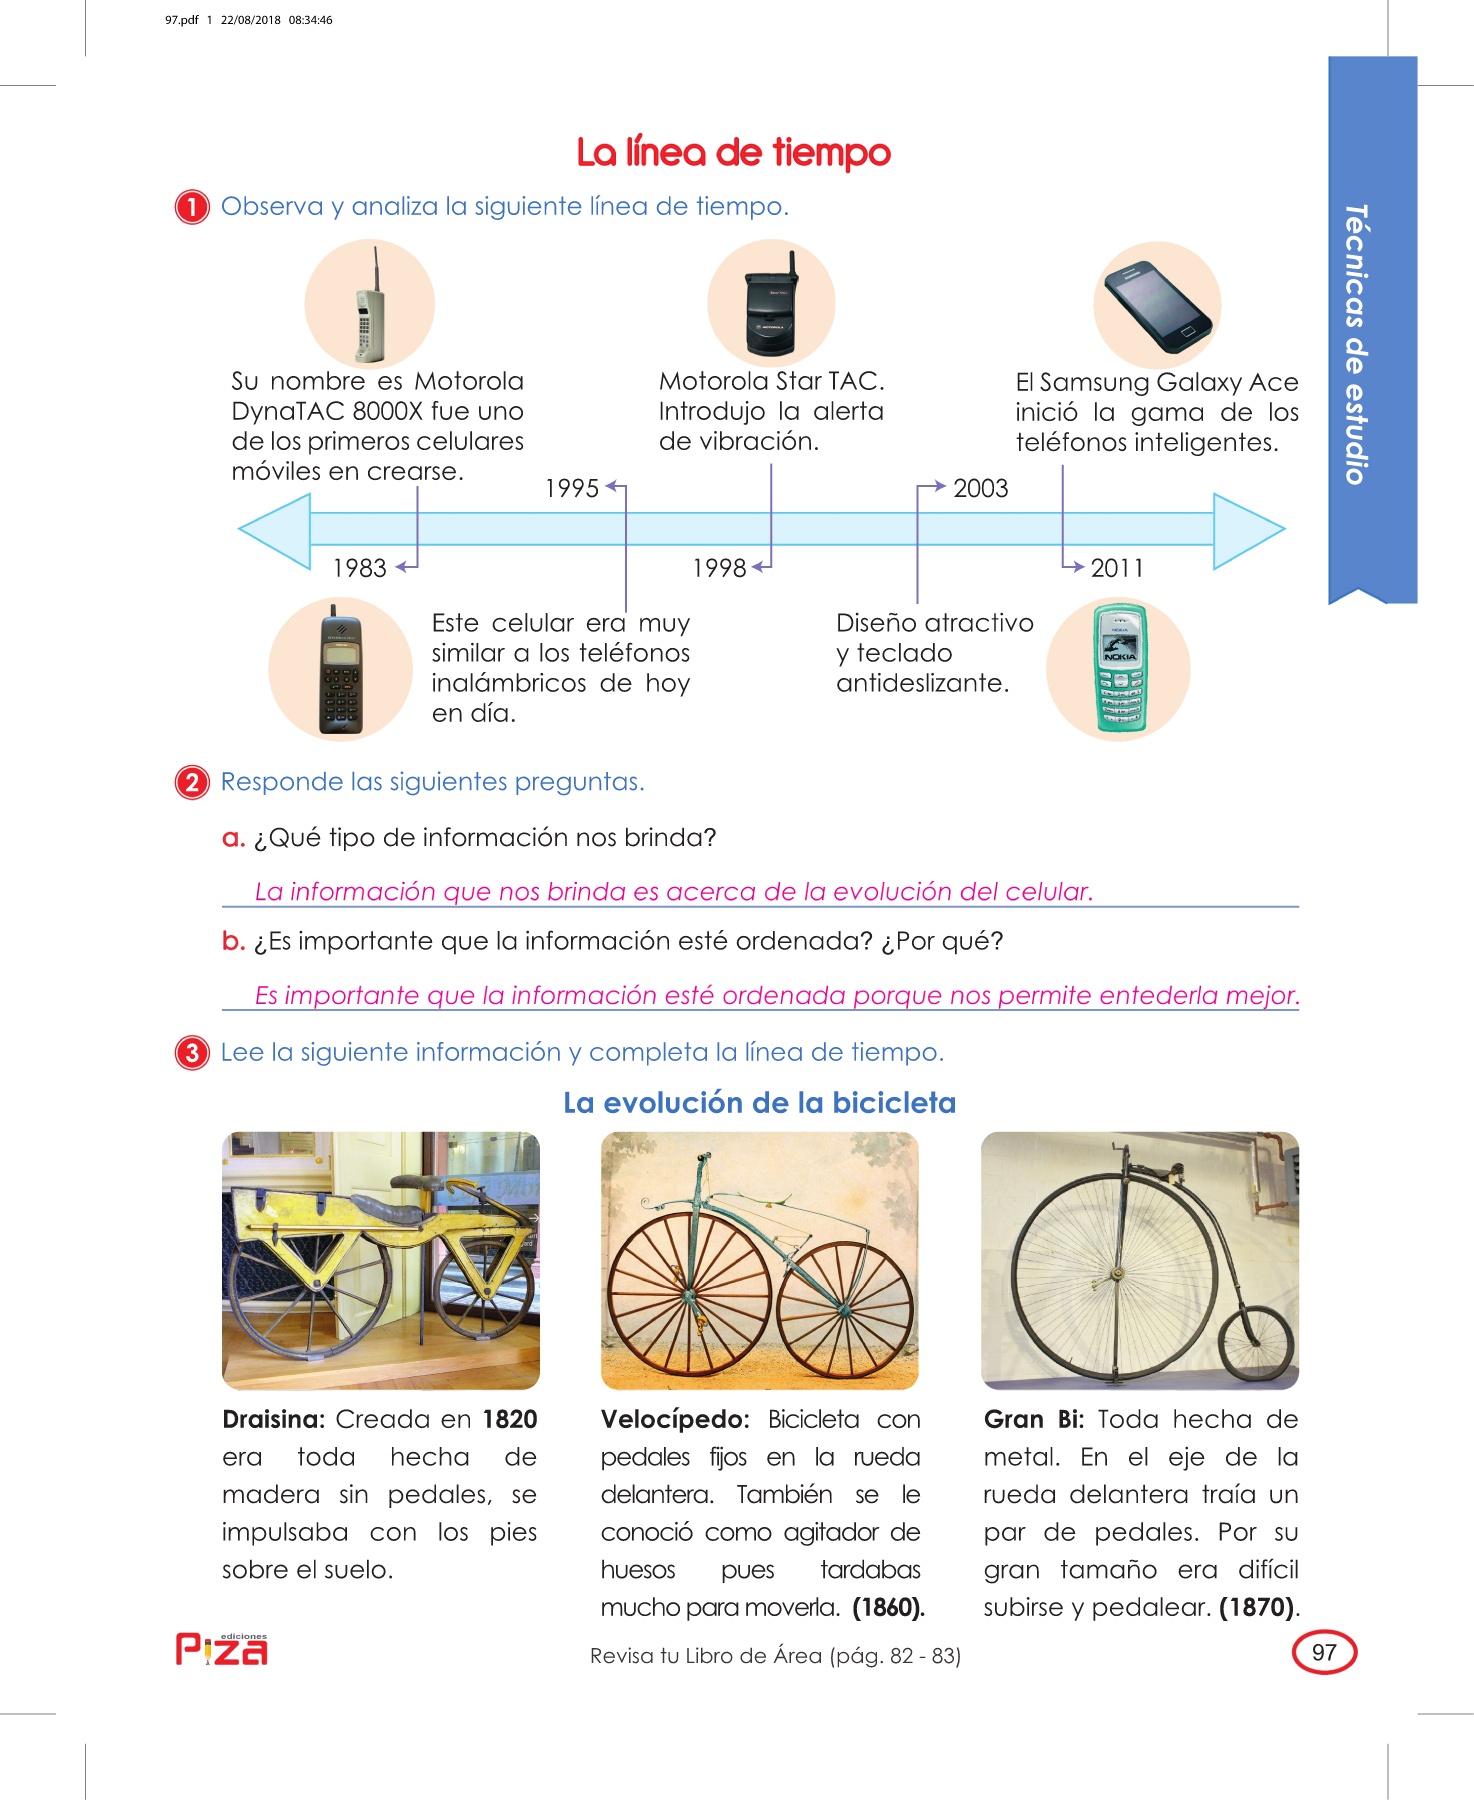 97.pdf 1 22/08/2018 08:34:46
Técnicas de estudio
La línea de tiempo
1 Observa y analiza la siguiente línea de tiempo.
Su nombre es Motorola
DynaTAC 8000X fue uno
de los primeros celulares
móviles en crearse.
Motorola Star TAC.
Introdujo la alerta
de vibración.
El Samsung Galaxy Ace
inició la gama de los
teléfonos inteligentes.
1995
2003
1983
1998
2011
Este celular era muy
similar a los teléfonos
inalámbricos de hoy
en día.
Diseño atractivo
y teclado
antideslizante.
NOKIA
NOKIA
2 Responde las siguientes preguntas.
a. ¿Qué tipo de información nos brinda?
La información que nos brinda es acerca de la evolución del celular.
b. ¿Es importante que la información esté ordenada? ¿Por qué?
Es importante que la información esté ordenada porque nos permite entederla mejor.
3 Lee la siguiente información y completa la línea de tiempo.
La evolución de la bicicleta
Draisina: Creada en 1820
era toda hecha de
madera sin pedales, se
impulsaba con los pies
sobre el suelo.
Velocípedo: Bicicleta con
pedales fijos en la rueda
delantera. También se le
conoció como agitador de
huesos pues tardabas
mucho para moverla. (1860).
Gran Bi: Toda hecha de
metal. En el eje de la
rueda delantera traía un
par de pedales. Por su
gran tamaño era difícil
subirse y pedalear. (1870).
ediciones
Piza
Revisa tu Libro de Área (pág. 82 - 83)
97